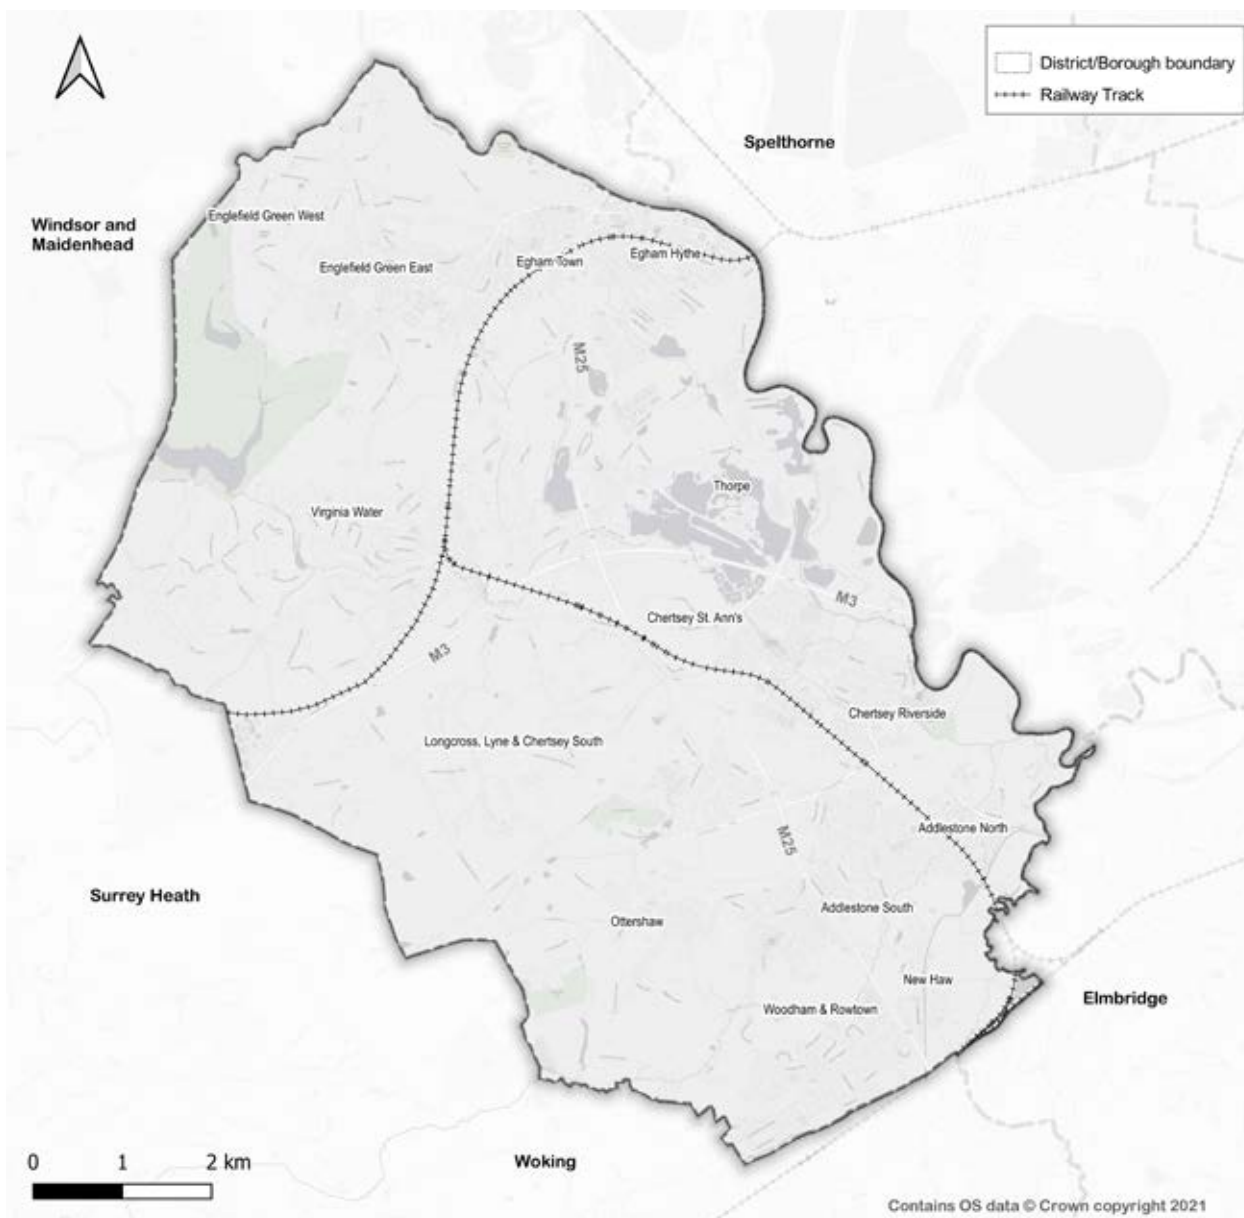 District/Borough boundary
Railway Track
Spelthorne
Windsor and
Maidenhead
Englefield Green West
Englefield Green East
Egham Town
Egham Hythe
M25
Thorpe
Virginia Water
M3
Chertsey St. Ann's
M3
Chertsey Riverside
Longcross, Lyne & Chertsey South
Addlestone North
M25
Surrey Heath
Addlestone South
Ottershaw
New Haw
Elmbridge
Woodham & Rowtown
Woking
0 1 2 km
Contains OS data © Crown copyright 2021